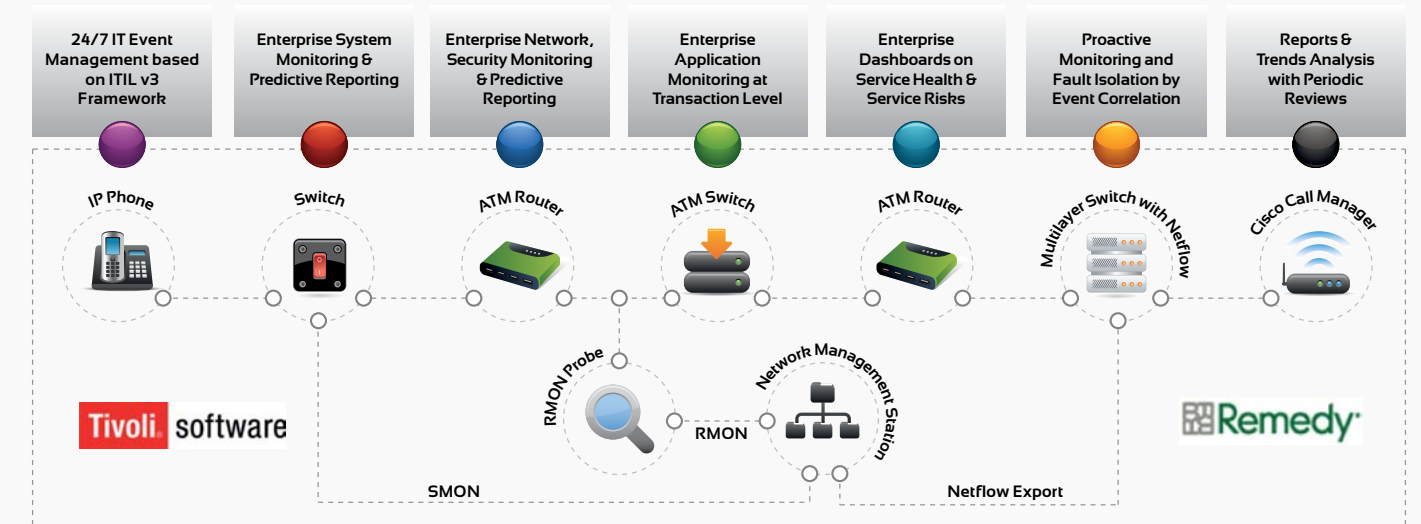 24/7 IT Event
Management based
on ITIL v3
Framework
Enterprise System
Monitoring &
Predictive Reporting
Enterprise Network,
Security Monitoring
& Predictive
Reporting
Enterprise
Application
Monitoring at
Transaction Level
Enterprise
Dashboards on
Service Health &
Service Risks
Proactive
Monitoring and
Fault Isolation by
Event Correlation
Reports &
Trends Analysis
with Periodic
Reviews
IP Phone
Switch
ATM Router
ATM Switch
ATM Router
Multilayer Switch with Netflow
Cisco Call Manager
RMON Probe
Network Management Station
RMON
Tivoli. software
Remedy
SMON
Netflow Export